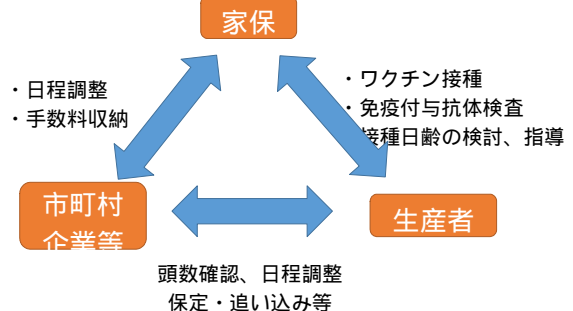 家保
・日程調整
・手数料収納
・ワクチン接種
・免疫付与抗体検査
接種日齢の検討、指導
市町村
企業等
生産者
頭数確認、日程調整
保定・追い込み等